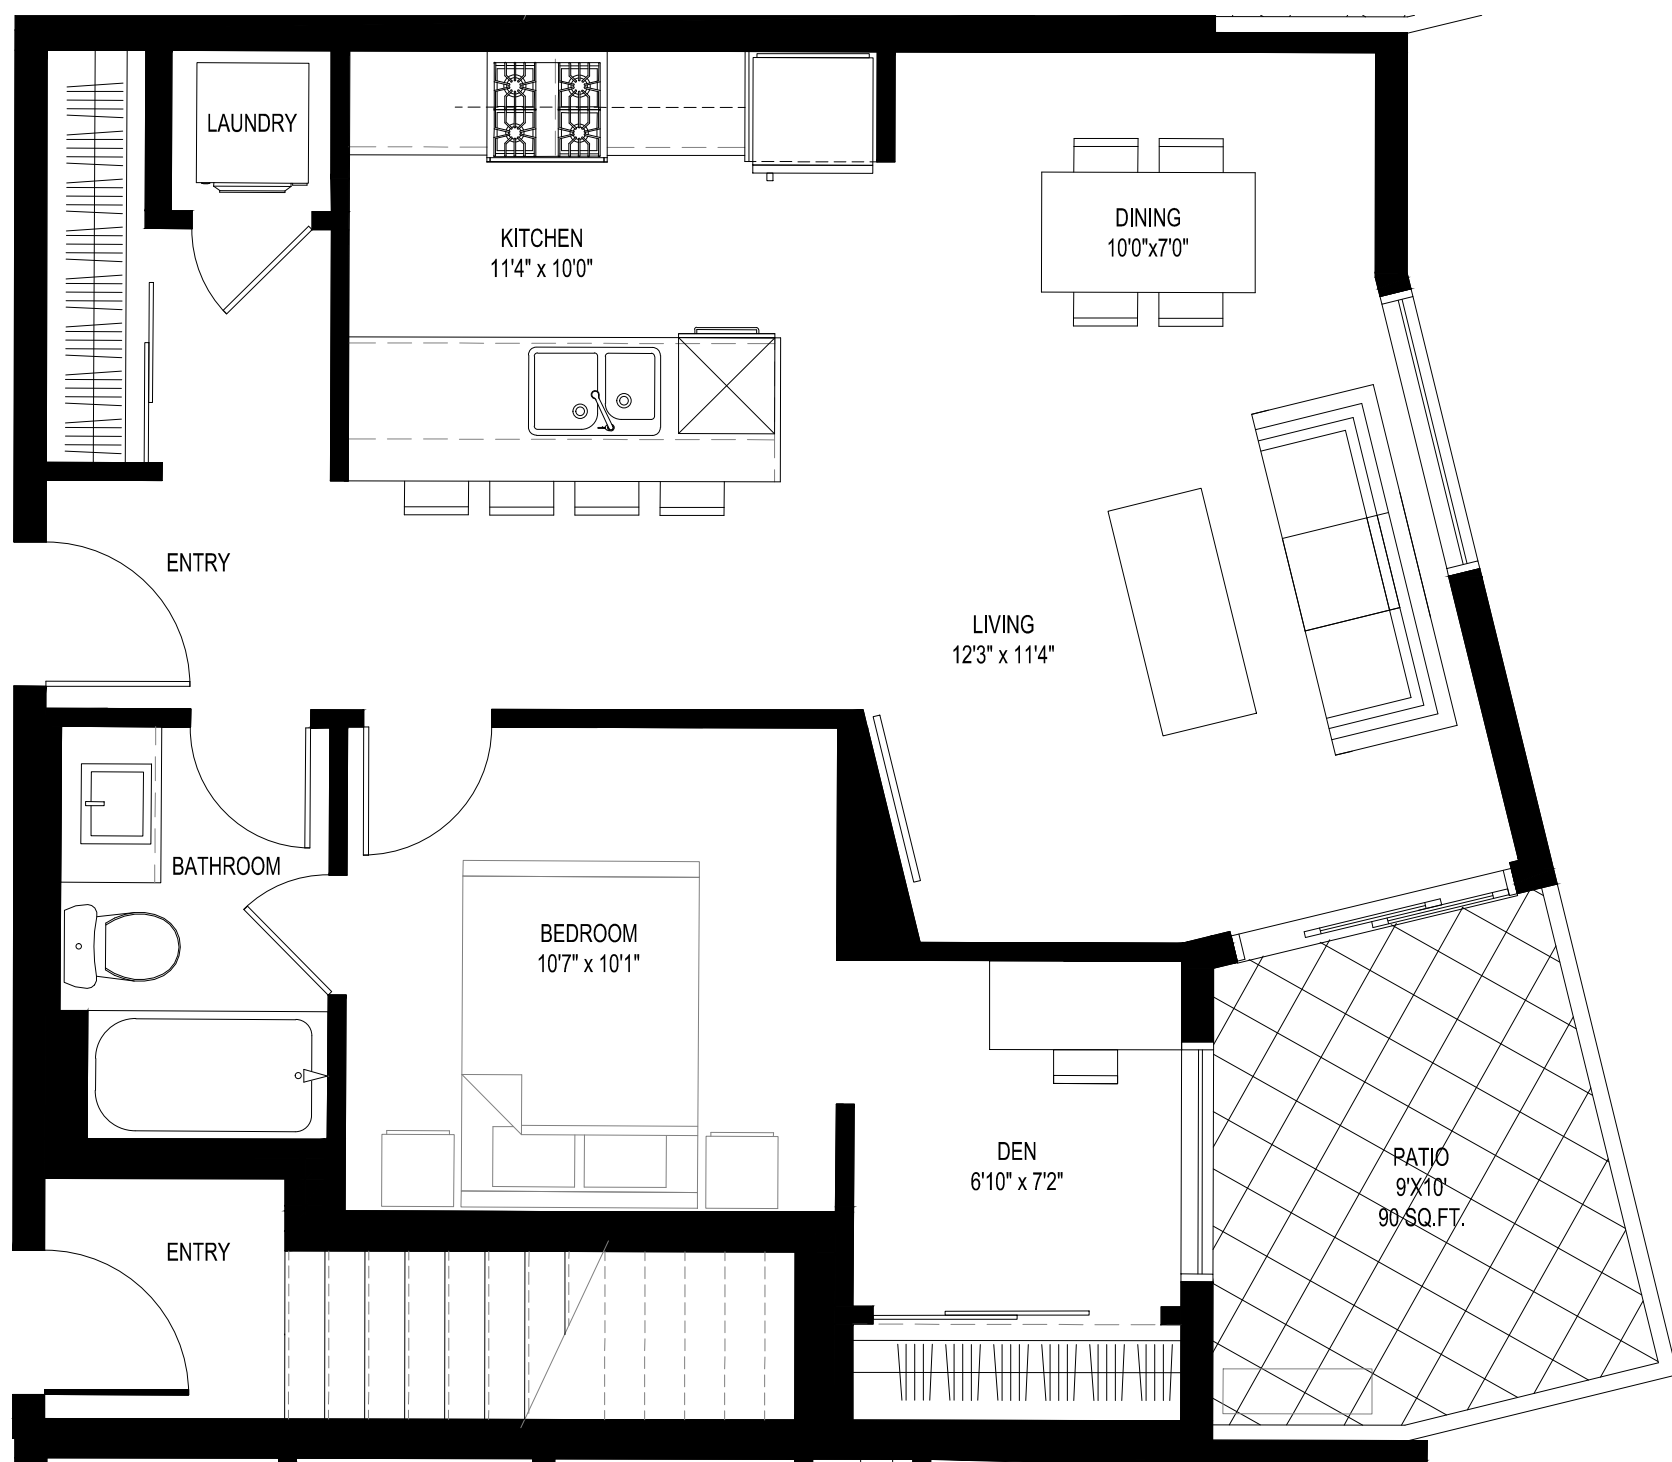 LAUNDRY
KITCHEN
11'4" x 10'0"
DINING
10'0"x7'0"
ENTRY
LIVING
12'3" x 11'4"
BATHROOM
BEDROOM
10'7" x 10'1"
DEN
6'10" x 7'2"
PATIO
9'X10'
90 SQ.FT.
ENTRY